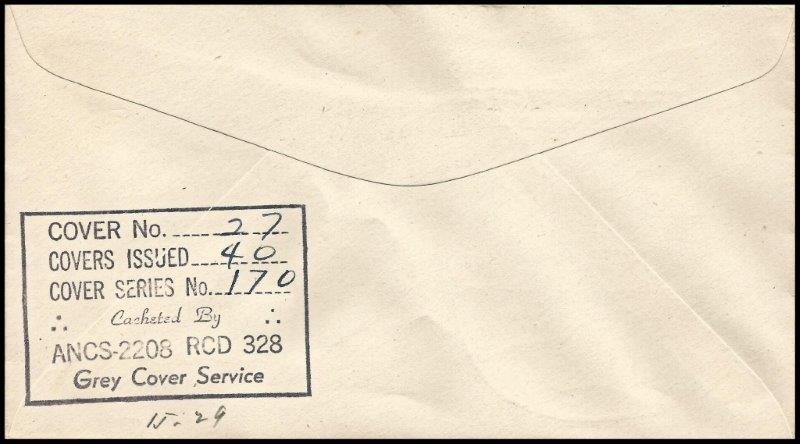 COVER No. 27
COVERS ISSUED 40
COVER SERIES No. 170
∴ Cacheted By ∴
ANCS-2208 RCD 328
Grey Cover Service
15.29